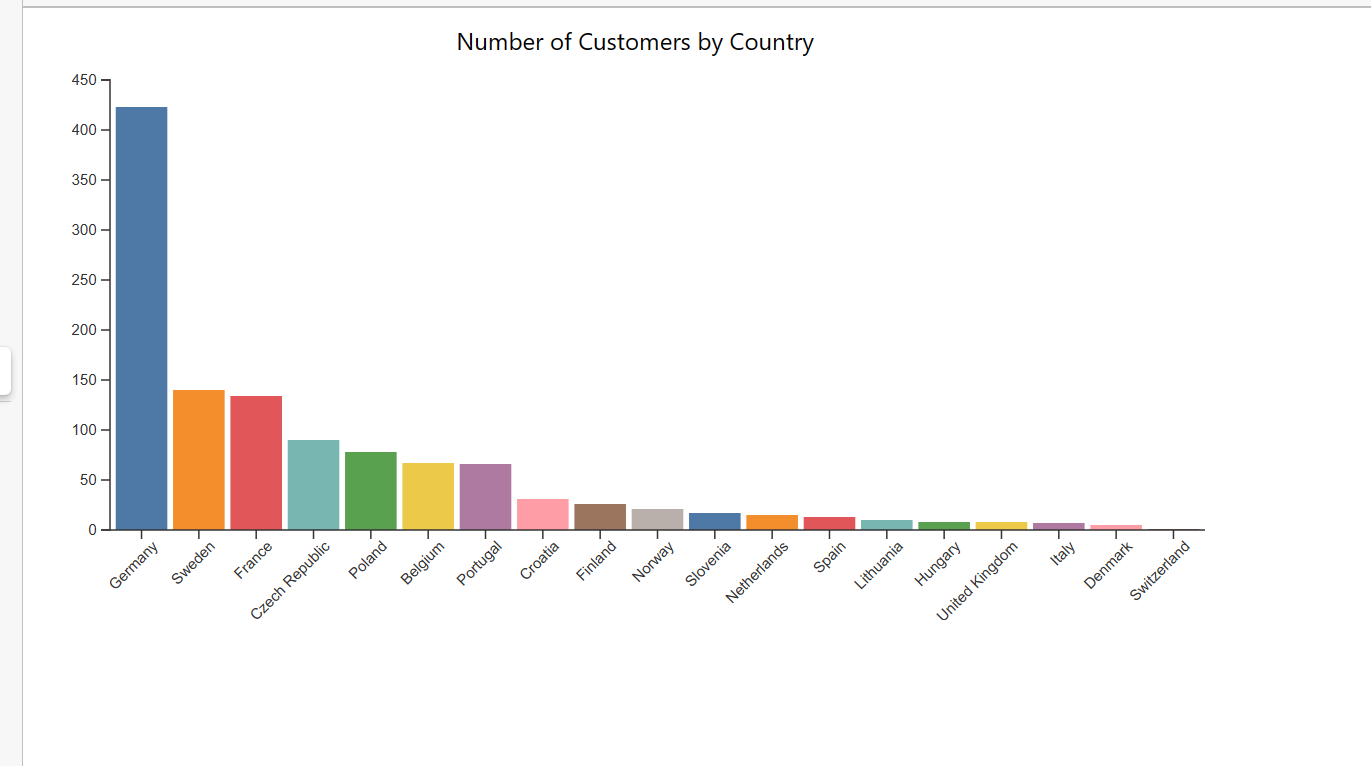 Number of Customers by Country
450
400
350
300
250
200
150
100
50
0
Germany
Sweden
France
Czech Republic
Poland
Belgium
Portugal
Croatia
Finland
Norway
Slovenia
Netherlands
Spain
Lithuania
Hungary
United Kingdom
Italy
Denmark
Switzerland